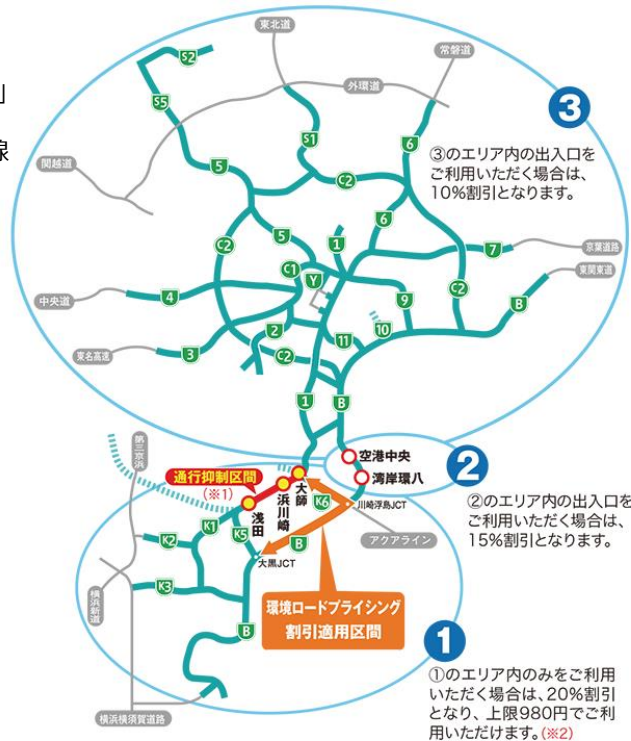 」
線
東北道
常磐道
外環道
関越道
S2
S5
S1
6
5
C2
③
③のエリア内の出入口を
ご利用いただく場合は、
10%割引となります。
6
5
1
7
京葉道路
東関東道
C2
C1
Y
C2
B
中央道
4
9
10
2
11
東名高速
3
C2
1
B
第三京浜
通行抑制区間
(※1)
大師
浜川崎
浅田
空港中央
湾岸環八
②
②のエリア内の出入口を
ご利用いただく場合は、
15%割引となります。
K6
川崎浮島JCT
アクアライン
K1
K2
K5
B
大黒JCT
K3
横浜新道
B
環境ロードプライシング
割引適用区間
①
①のエリア内のみをご利用
いただく場合は、20%割引
となり、上限980円でご利
用いただけます。(※2)
横浜横須賀道路